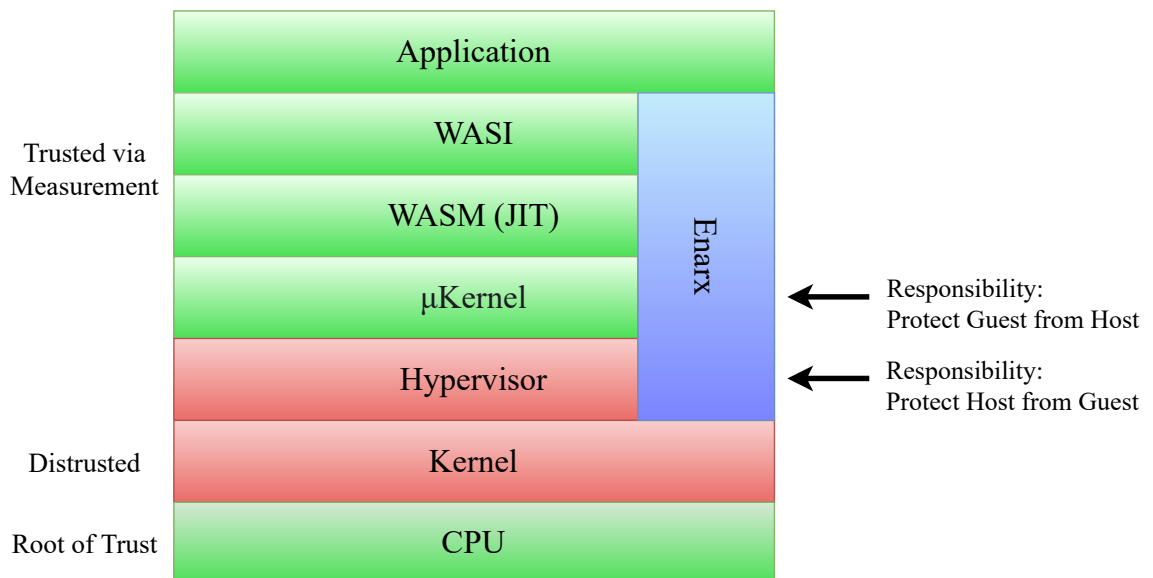 Application
WASI
Trusted via
Measurement
WASM (JIT)
Enarx
μKernel
Responsibility:
Protect Guest from Host
Hypervisor
Responsibility:
Protect Host from Guest
Distrusted
Kernel
Root of Trust
CPU